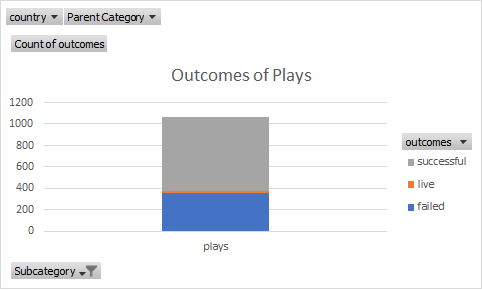 country Parent Category
Count of outcomes
Outcomes of Plays
1200
1000
800
600
400
200
0
plays
outcomes
successful
live
failed
Subcategory